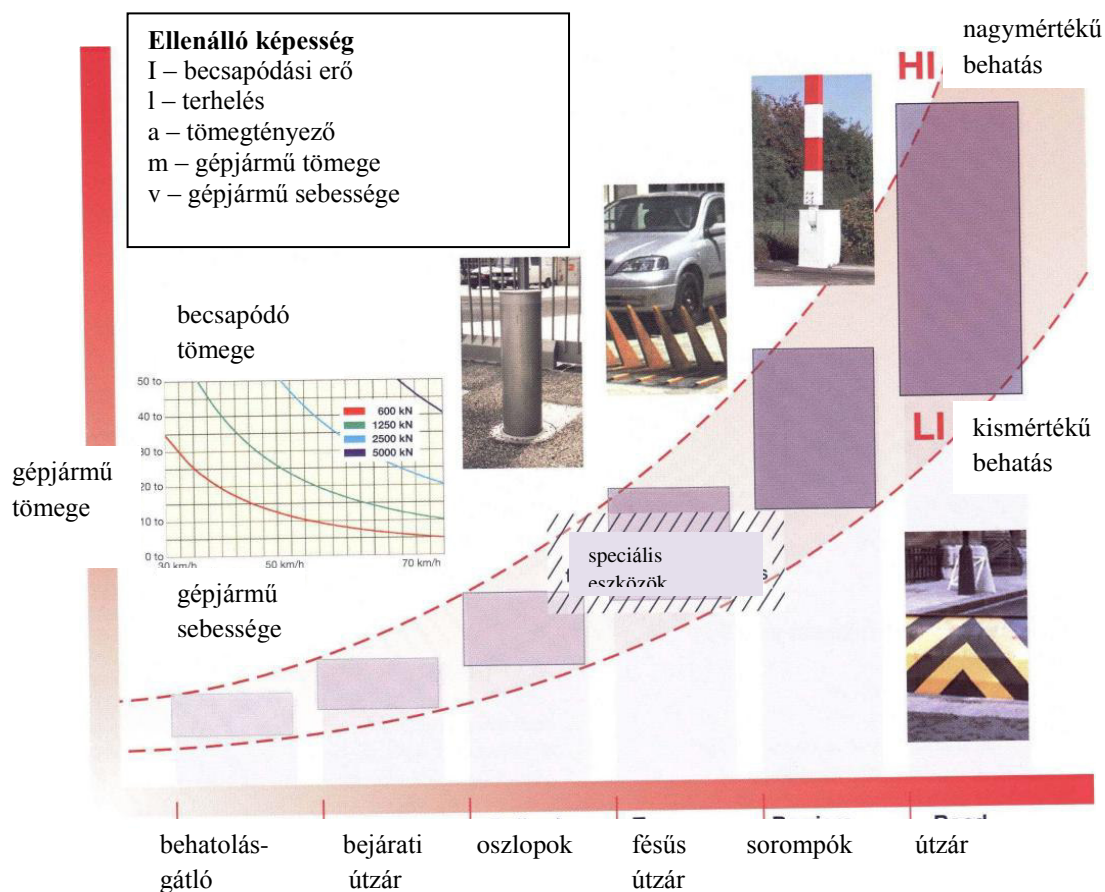 Ellenálló képesség
I – becsapódási erő
l – terhelés
a – tömegtényező
m – gépjármű tömege
v – gépjármű sebessége
nagymértékű
behatás
HI
becsapódó
tömege
50 to
40 to
30 to
20 to
10 to
0 to
30 km/h
50 km/h
70 km/h
600 kN
1250 kN
2500 kN
5000 kN
gépjármű
tömege
gépjármű
sebessége
LI
kismértékű
behatás
speciális
eszközök
behatolás-
gátló
bejárati
útzár
oszlopok
fésűs
útzár
sorompók
útzár